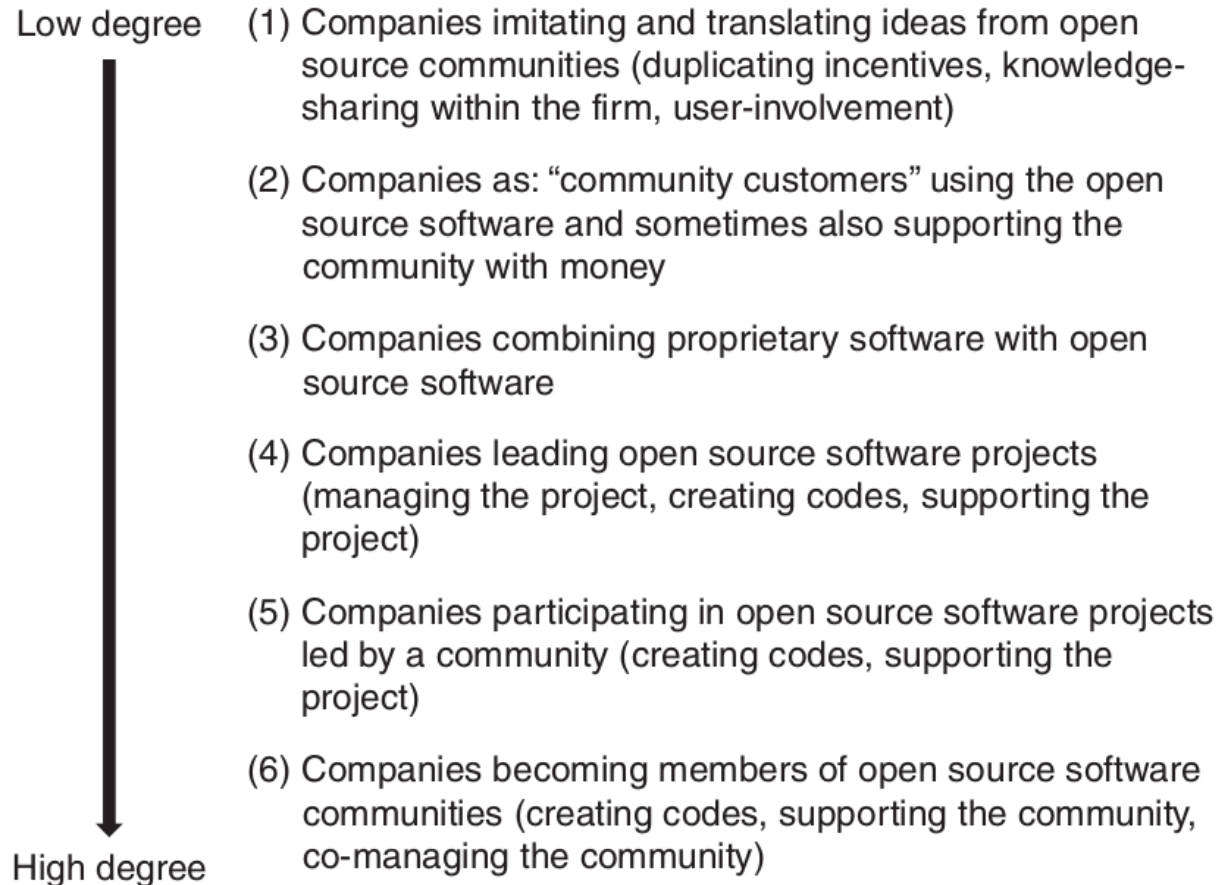 Low degree
(1) Companies imitating and translating ideas from open
source communities (duplicating incentives, knowledge-
sharing within the firm, user-involvement)
(2) Companies as: “community customers” using the open
source software and sometimes also supporting the
community with money
(3) Companies combining proprietary software with open
source software
(4) Companies leading open source software projects
(managing the project, creating codes, supporting the
project)
(5) Companies participating in open source software projects
led by a community (creating codes, supporting the
project)
(6) Companies becoming members of open source software
communities (creating codes, supporting the community,
co-managing the community)
High degree